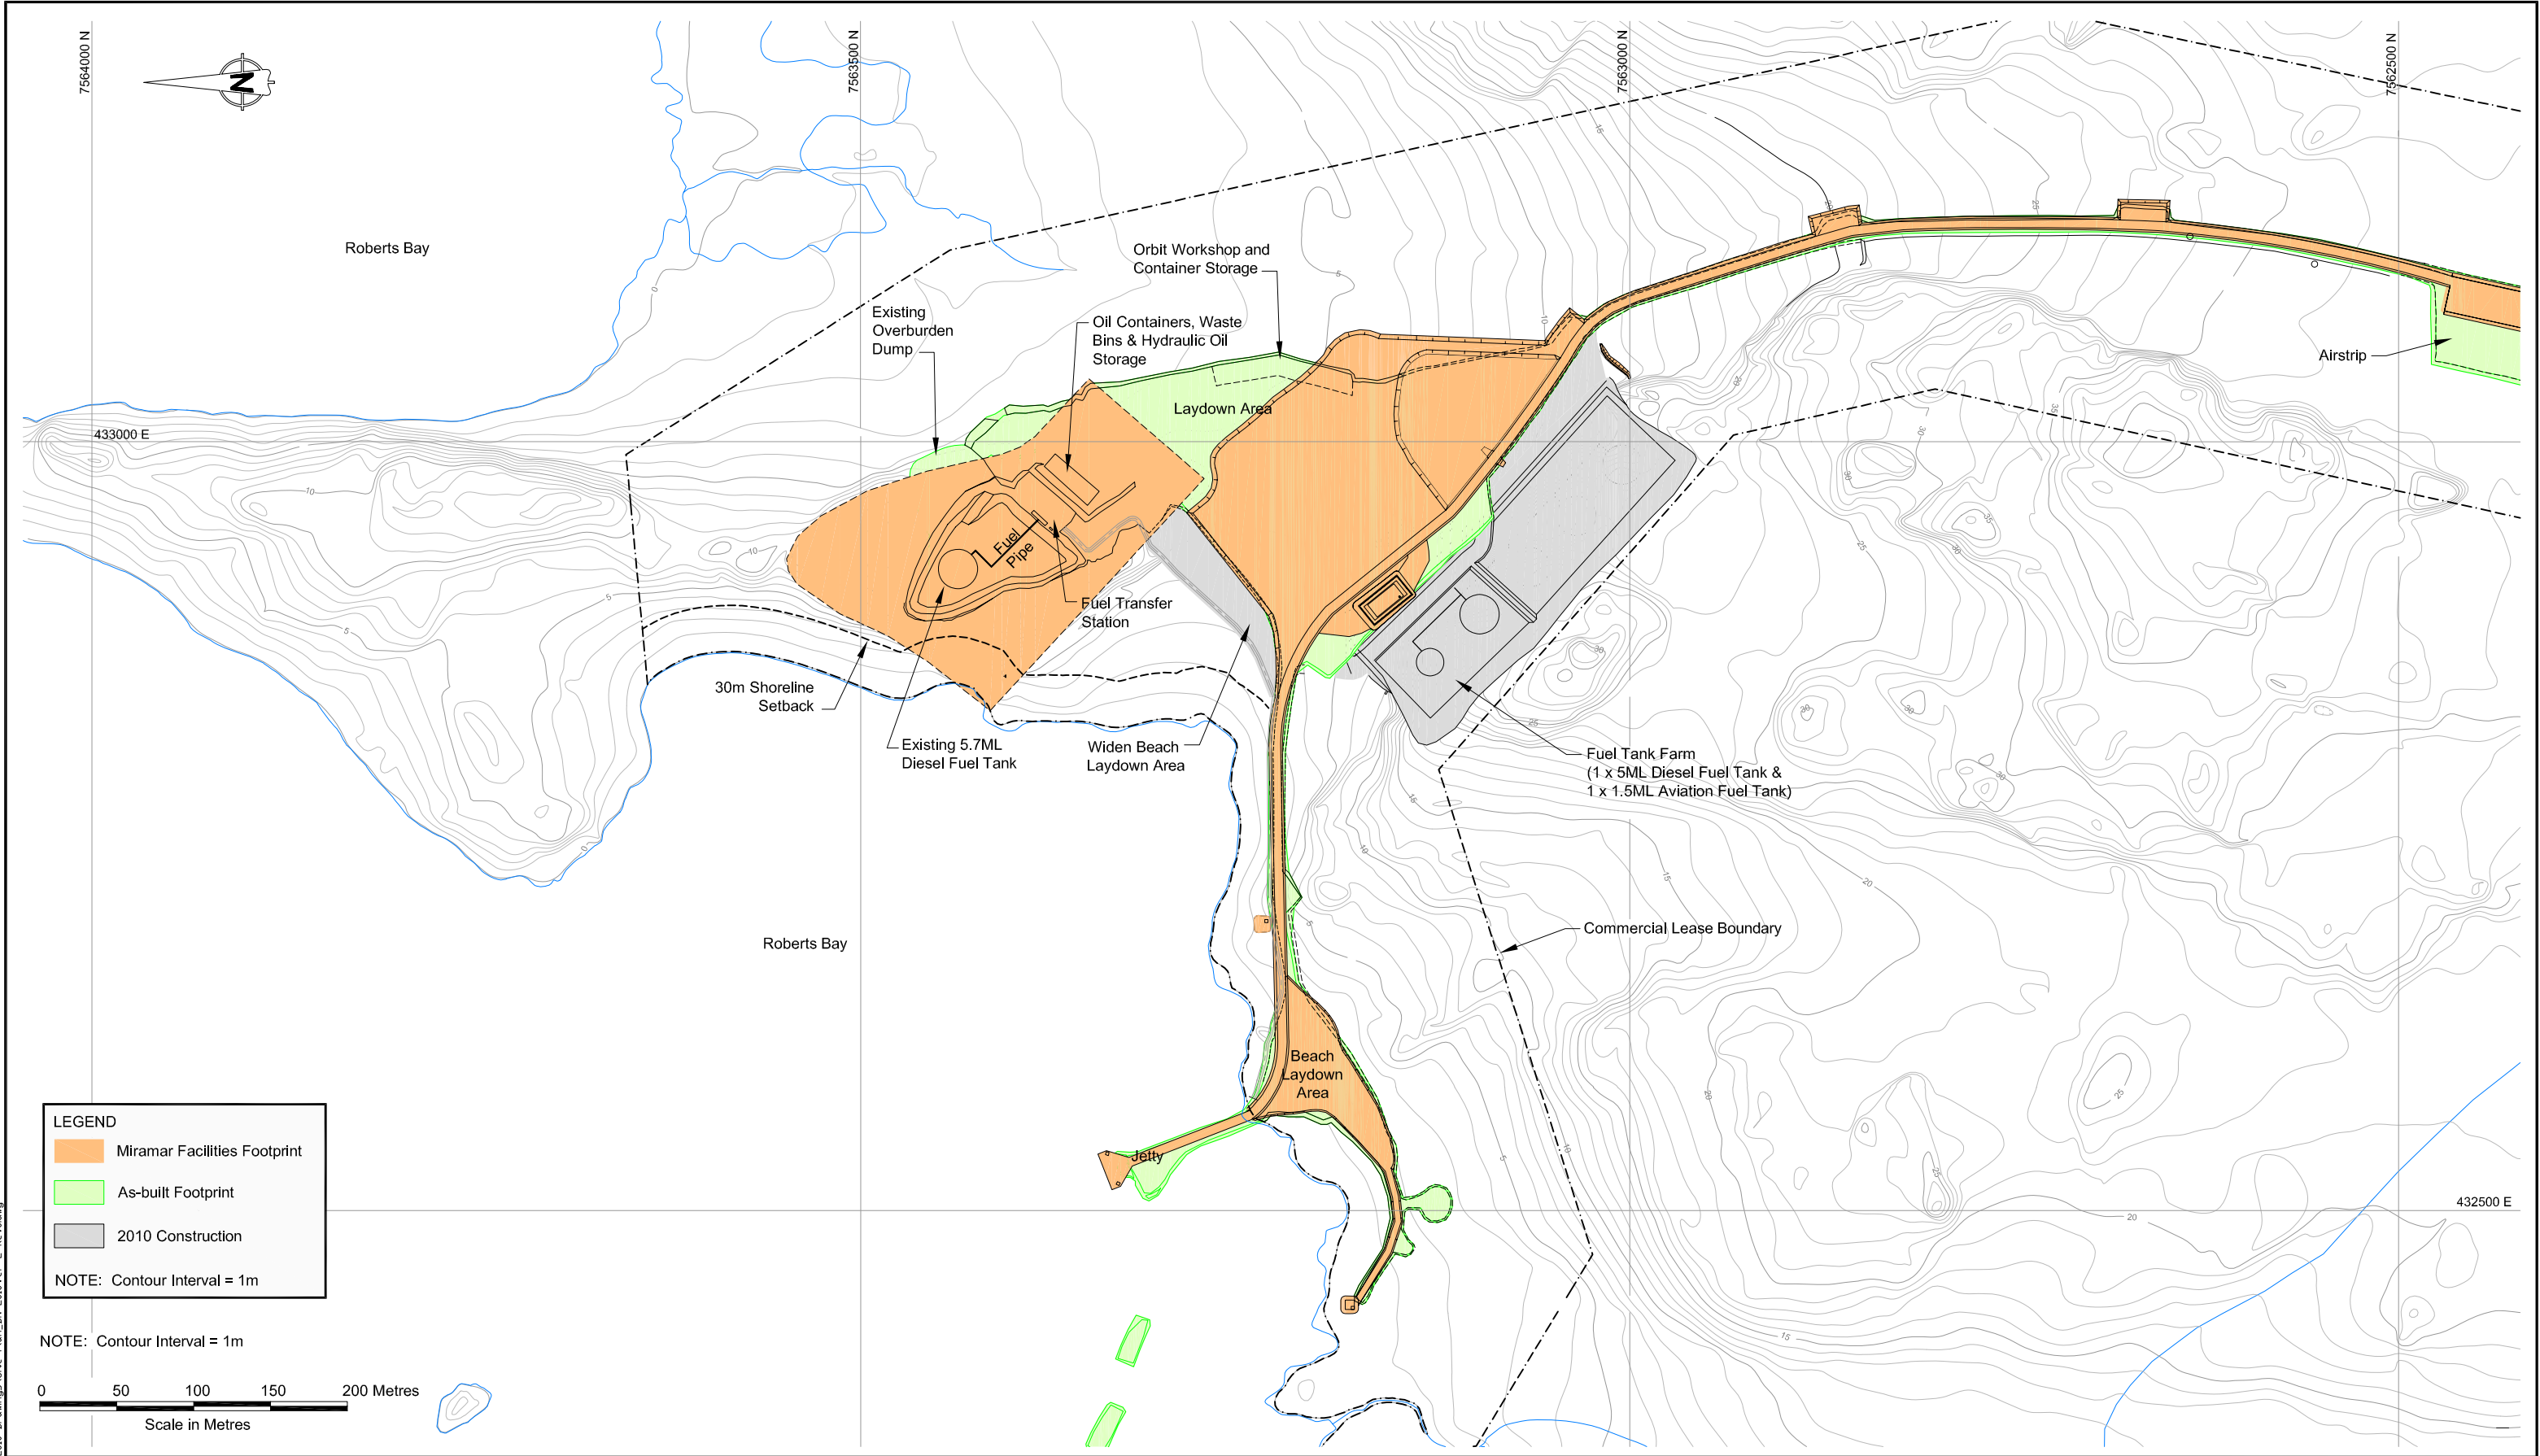 7564000 N
7563500 N
7563000 N
7562500 N
N
Roberts Bay
Orbit Workshop and
Container Storage
Existing
Overburden
Dump
Oil Containers, Waste
Bins & Hydraulic Oil
Storage
Laydown Area
Airstrip
433000 E
Fuel
Pipe
Fuel Transfer
Station
30m Shoreline
Setback
Existing 5.7ML
Diesel Fuel Tank
Widen Beach
Laydown Area
Fuel Tank Farm
(1 x 5ML Diesel Fuel Tank &
1 x 1.5ML Aviation Fuel Tank)
Commercial Lease Boundary
Roberts Bay
Beach
Laydown
Area
Jetty
432500 E
LEGEND
Miramar Facilities Footprint
As-built Footprint
2010 Construction
NOTE: Contour Interval = 1m
NOTE: Contour Interval = 1m
0 50 100 150 200 Metres
Scale in Metres